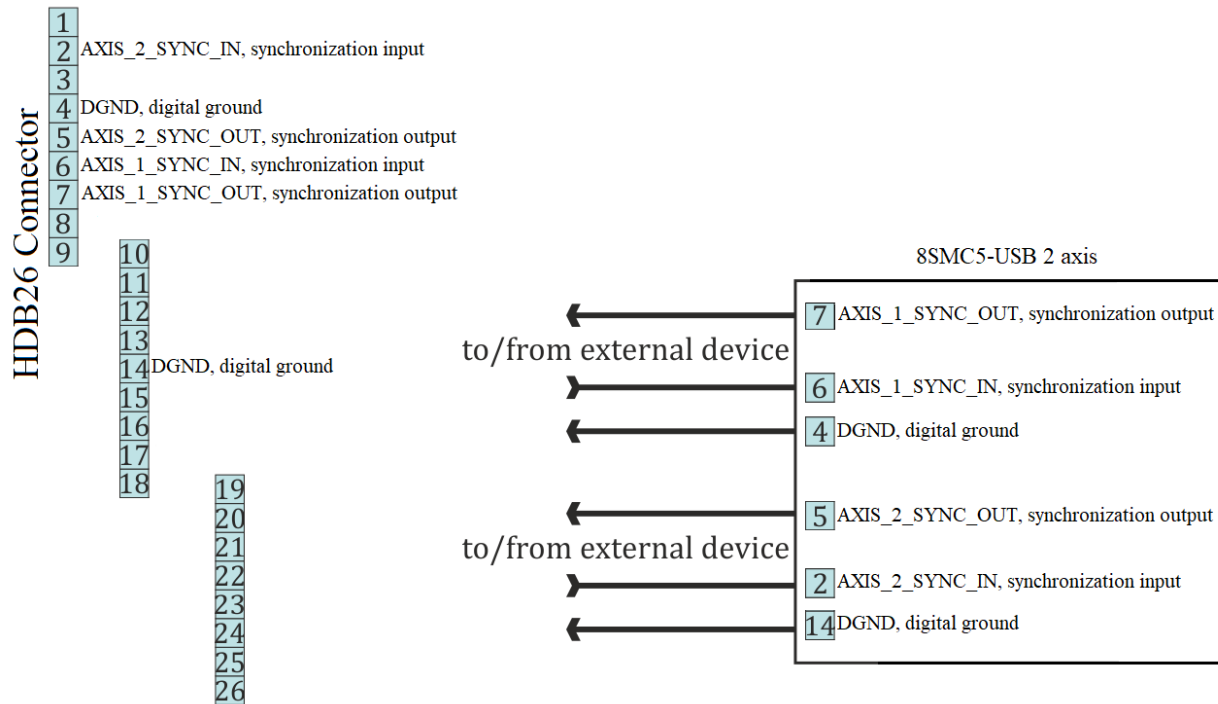 HDB26 Connector
1
2 AXIS_2_SYNC_IN, synchronization input
3
4 DGND, digital ground
5 AXIS_2_SYNC_OUT, synchronization output
6 AXIS_1_SYNC_IN, synchronization input
7 AXIS_1_SYNC_OUT, synchronization output
8
9
10
11
12
13
14 DGND, digital ground
15
16
17
18
19
20
21
22
23
24
25
26
8SMC5-USB 2 axis
7 AXIS_1_SYNC_OUT, synchronization output
to/from external device
6 AXIS_1_SYNC_IN, synchronization input
4 DGND, digital ground
5 AXIS_2_SYNC_OUT, synchronization output
to/from external device
2 AXIS_2_SYNC_IN, synchronization input
14 DGND, digital ground